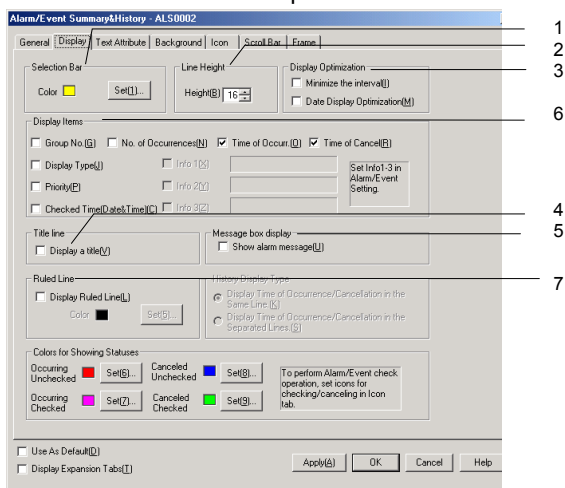 Alarm/Event Summary&History - ALS0002
General Display Text Attribute Background Icon Scroll Bar Frame
1
2
3
Selection Bar
Color Set(1)...
Line Height
Height(B) 16
Display Optimization
Minimize the interval(I)
Date Display Optimization(M)
6
Display Items
Group No.(G) No. of Occurrences(N) Time of Occurr.(O) Time of Cancel(R)
Display Type(J) Info 1(X)
Priority(P) Info 2(Y)
Checked Time(Date&Time)(C) Info 3(Z)
Set Info1-3 in
Alarm/Event
Setting.
4
5
Title line
Display a title(V)
Message box display
Show alarm message(U)
7
Ruled Line
Display Ruled Line(L)
Color Set(5)...
History Display Type
Display Time of Occurrence/Cancellation in the
Same Line.(K)
Display Time of Occurrence/Cancellation in the
Separated Lines.(S)
Colors for Showing Statuses
Occurring
Unchecked Set(6)...
Canceled
Unchecked Set(8)...
Occurring
Checked Set(7)...
Canceled
Checked Set(9)...
To perform Alarm/Event check
operation, set icons for
checking/canceling in Icon
tab.
Use As Default(D)
Display Expansion Tabs(T)
Apply(A) OK Cancel Help